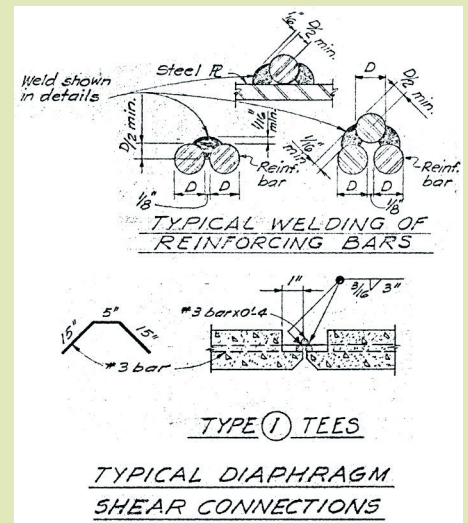 1/16"
D/2 min.
Steel PL
Weld shown
in details
D
D/2 min.
D/2 min.
1/16" min.
1/16" min.
Reinf. bar
Reinf. bar
D D
D D
1/8"
1/8"
TYPICAL WELDING OF
REINFORCING BARS
1"
3/16 3"
#3 bar x 0'-4
15" 5" 15"
#3 bar
TYPE 1 TEES
TYPICAL DIAPHRAGM
SHEAR CONNECTIONS